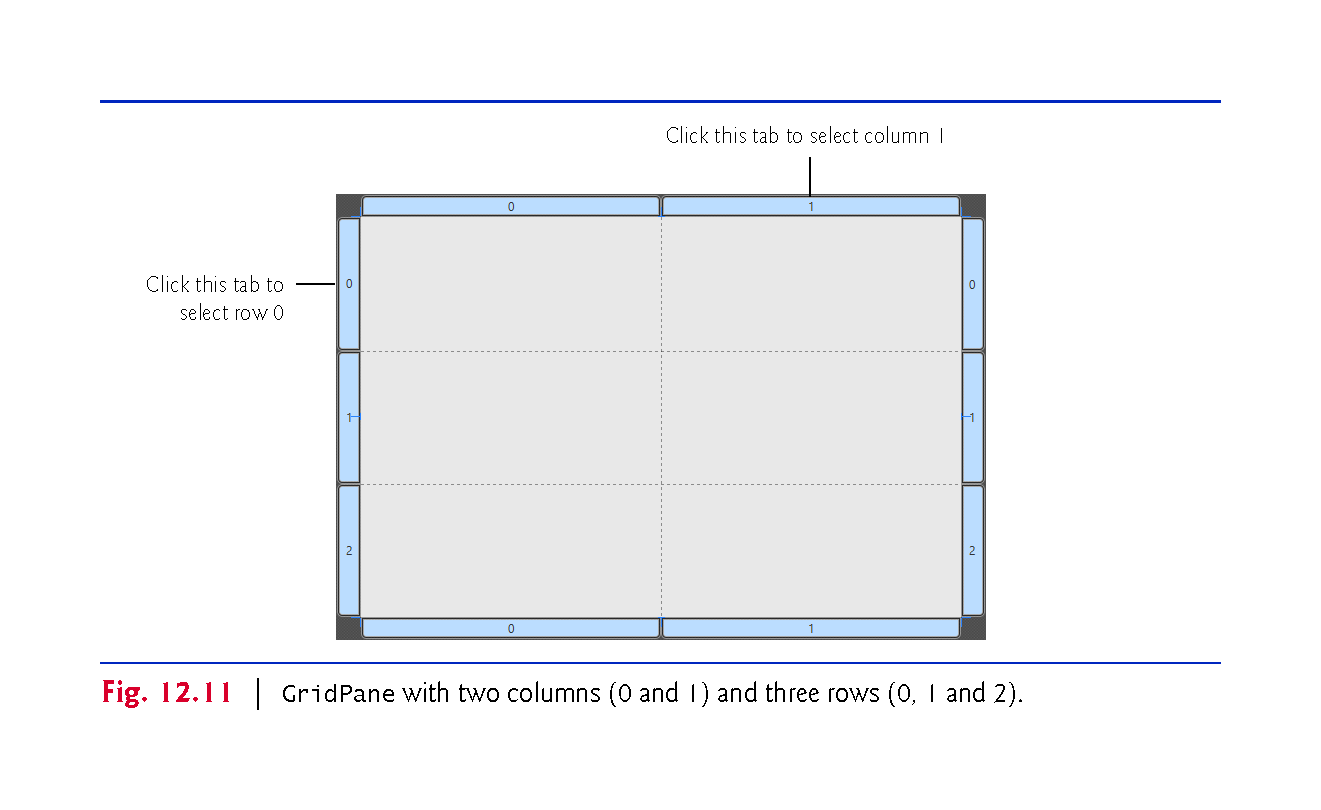 Click this tab to select column 1
0 1
Click this tab to
select row 0
0 0
1 1
2 2
0 1
Fig. 12.11 | GridPane with two columns (0 and 1) and three rows (0, 1 and 2).